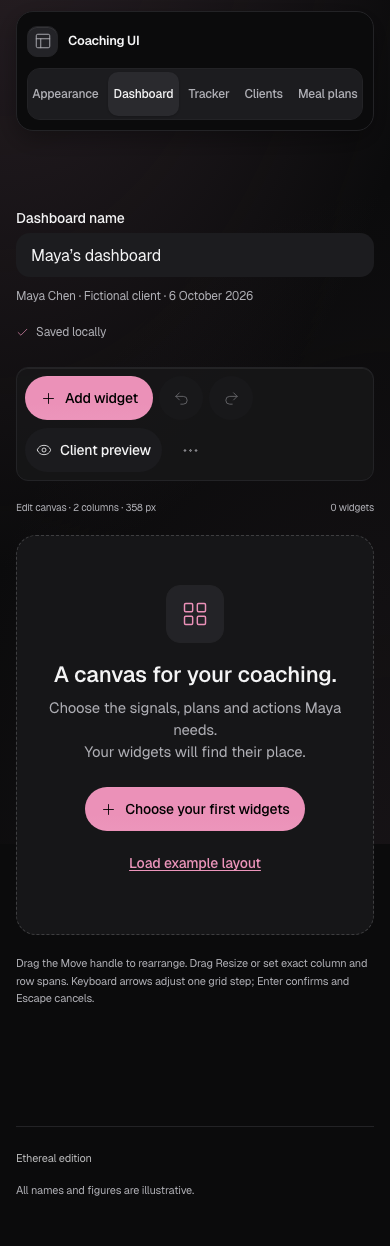 Coaching UI
Appearance Dashboard Tracker Clients Meal plans
Dashboard name
Maya's dashboard
Maya Chen · Fictional client · 6 October 2026
Saved locally
Add widget
Client preview
Edit canvas · 2 columns · 358 px 0 widgets
A canvas for your coaching.
Choose the signals, plans and actions Maya
needs.
Your widgets will find their place.
Choose your first widgets
Load example layout
Drag the Move handle to rearrange. Drag Resize or set exact column and
row spans. Keyboard arrows adjust one grid step; Enter confirms and
Escape cancels.
Ethereal edition
All names and figures are illustrative.